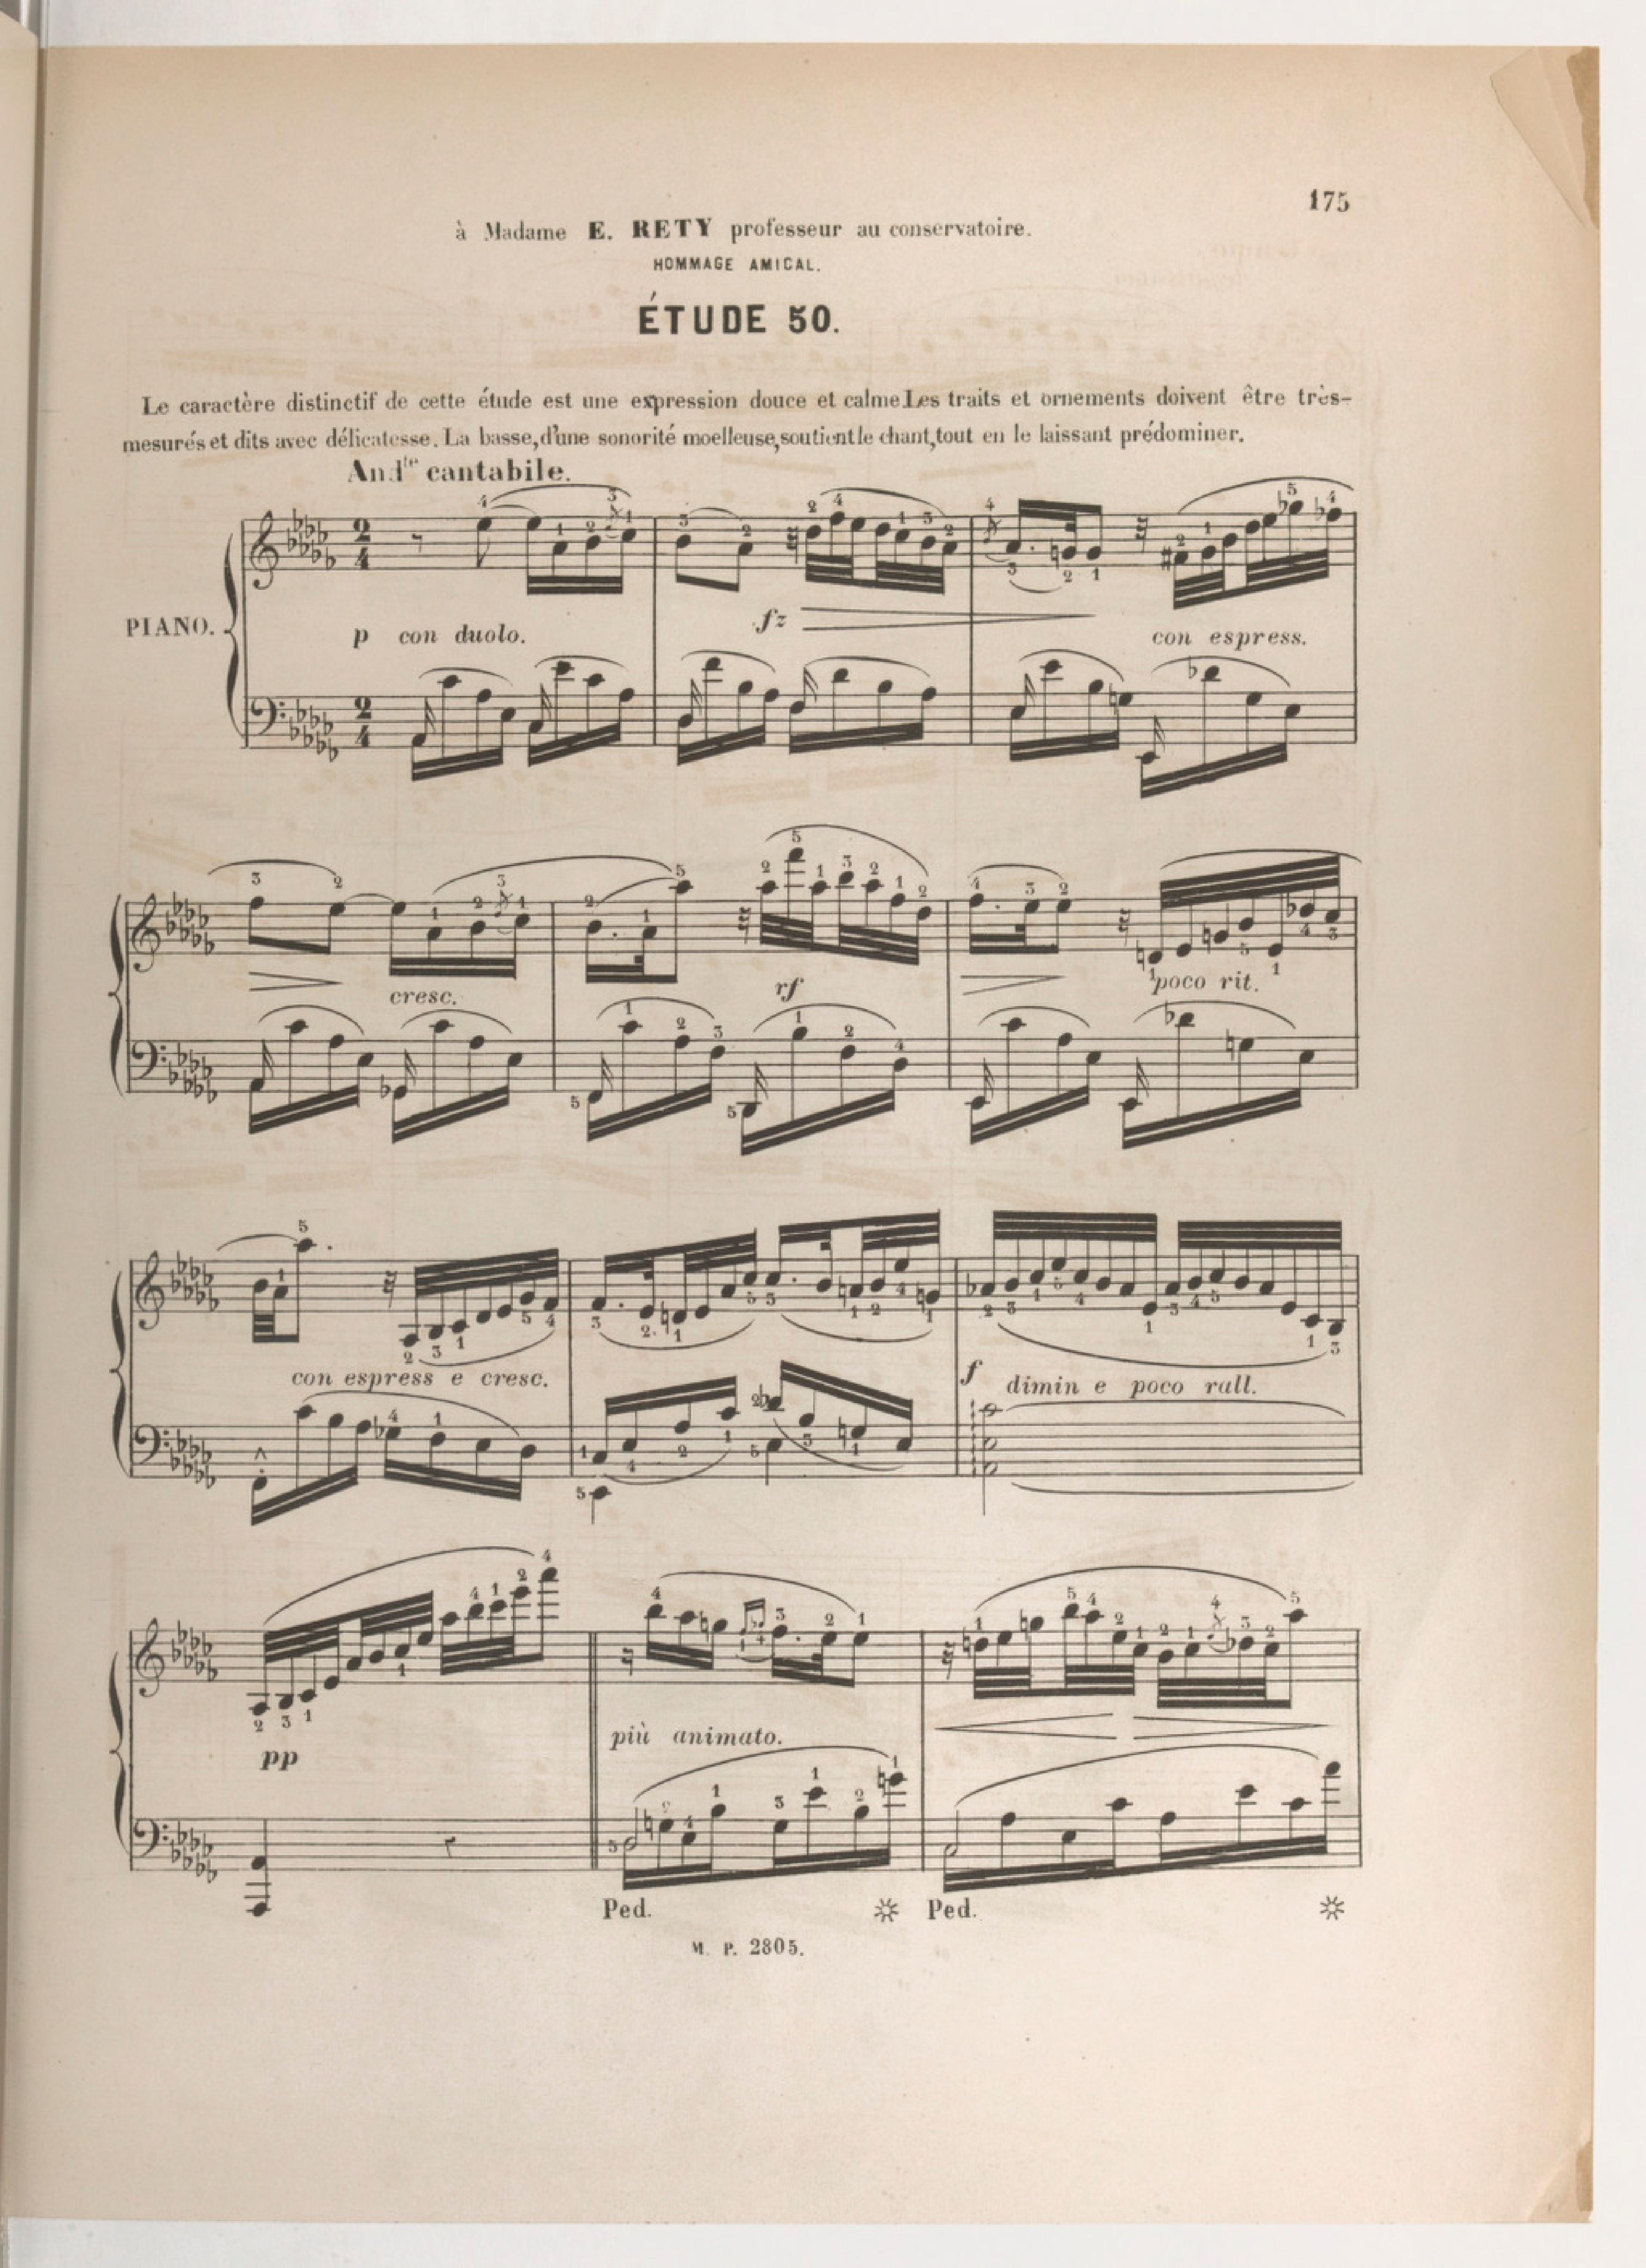 175
à Madame E. RETY professeur au conservatoire.
HOMMAGE AMICAL.
ÉTUDE 50.
Le caractère distinctif de cette étude est une expression douce et calme.Les traits et ornements doivent être très-
mesurés et dits avec délicatesse. La basse, d'une sonorité moelleuse, soutient le chant, tout en le laissant prédominer.
Andte cantabile.
PIANO.
p con duolo.
fz
con espress.
cresc.
rf
poco rit.
con espress e cresc.
f dimin e poco rall.
pp
più animato.
Ped. Ped.
M. P. 2805.